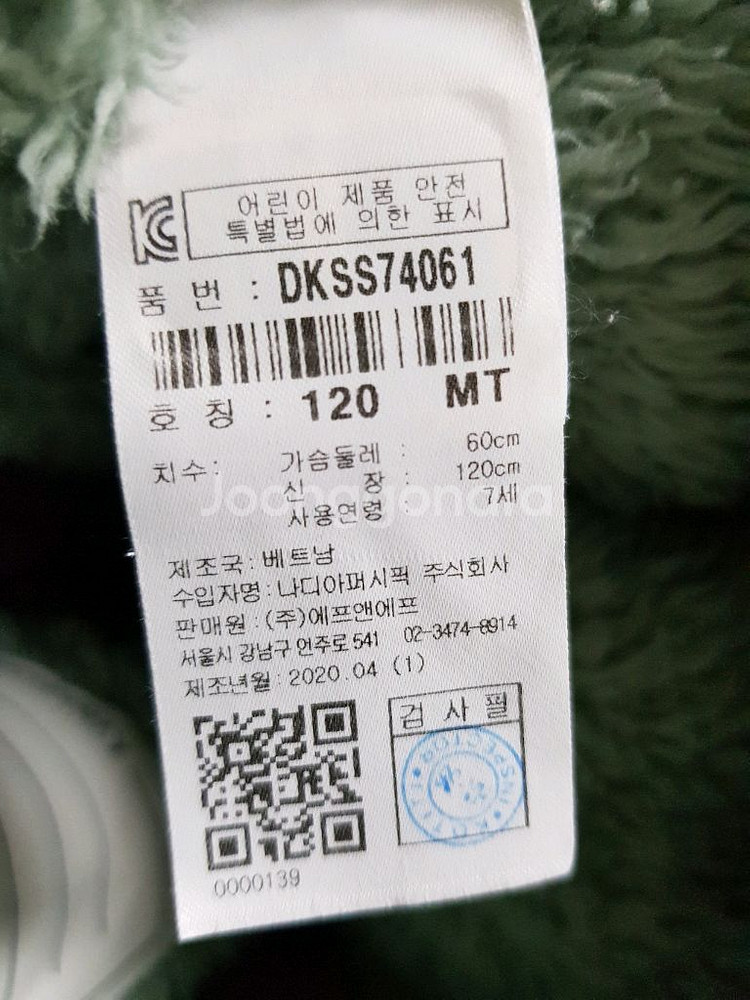 KC
어린이 제품 안전
특별법에 의한 표시
품 번 : DKSS74061
호 칭 : 120 MT
치수: 가슴둘레 : 60cm
신 장 : 120cm
사용연령 7세
Joonggonara
제조국 : 베트남
수입자명 : 나디아퍼시픽 주식회사
판매원 : (주)에프앤에프
서울시 강남구 언주로 541 02-3474-8914
제조년월 : 2020.04 (1)
검 사 필
INSPECTOR
0000139